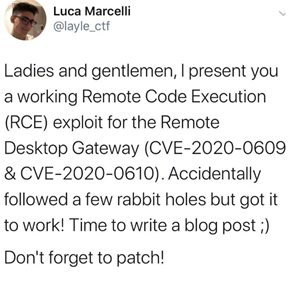 Luca Marcelli
@layle_ctf
Ladies and gentlemen, I present you
a working Remote Code Execution
(RCE) exploit for the Remote
Desktop Gateway (CVE-2020-0609
& CVE-2020-0610). Accidentally
followed a few rabbit holes but got it
to work! Time to write a blog post ;)
Don't forget to patch!